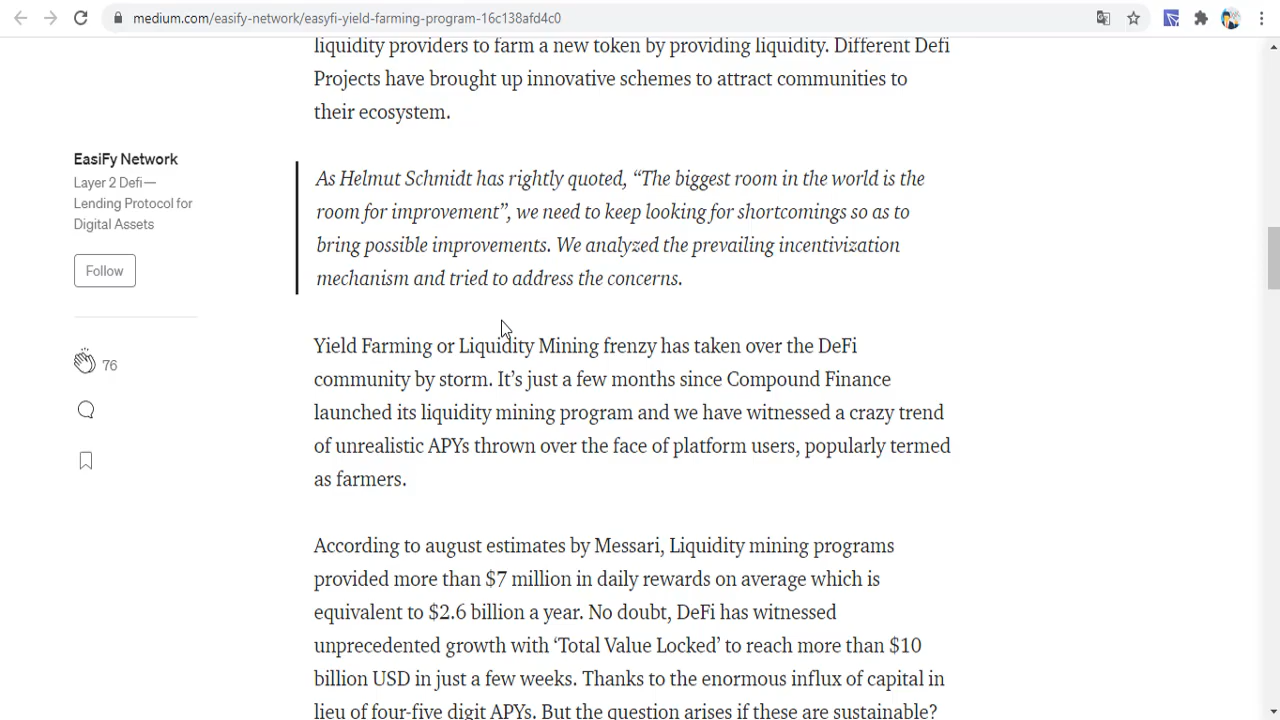 medium.com/easify-network/easyfi-yield-farming-program-16c138afd4c0
liquidity providers to farm a new token by providing liquidity. Different Defi
Projects have brought up innovative schemes to attract communities to
their ecosystem.
EasiFy Network
Layer 2 Defi—
Lending Protocol for
Digital Assets
Follow
76
As Helmut Schmidt has rightly quoted, “The biggest room in the world is the
room for improvement”, we need to keep looking for shortcomings so as to
bring possible improvements. We analyzed the prevailing incentivization
mechanism and tried to address the concerns.
Yield Farming or Liquidity Mining frenzy has taken over the DeFi
community by storm. It’s just a few months since Compound Finance
launched its liquidity mining program and we have witnessed a crazy trend
of unrealistic APYs thrown over the face of platform users, popularly termed
as farmers.
According to august estimates by Messari, Liquidity mining programs
provided more than $7 million in daily rewards on average which is
equivalent to $2.6 billion a year. No doubt, DeFi has witnessed
unprecedented growth with ‘Total Value Locked’ to reach more than $10
billion USD in just a few weeks. Thanks to the enormous influx of capital in
lieu of four-five digit APYs. But the question arises if these are sustainable?